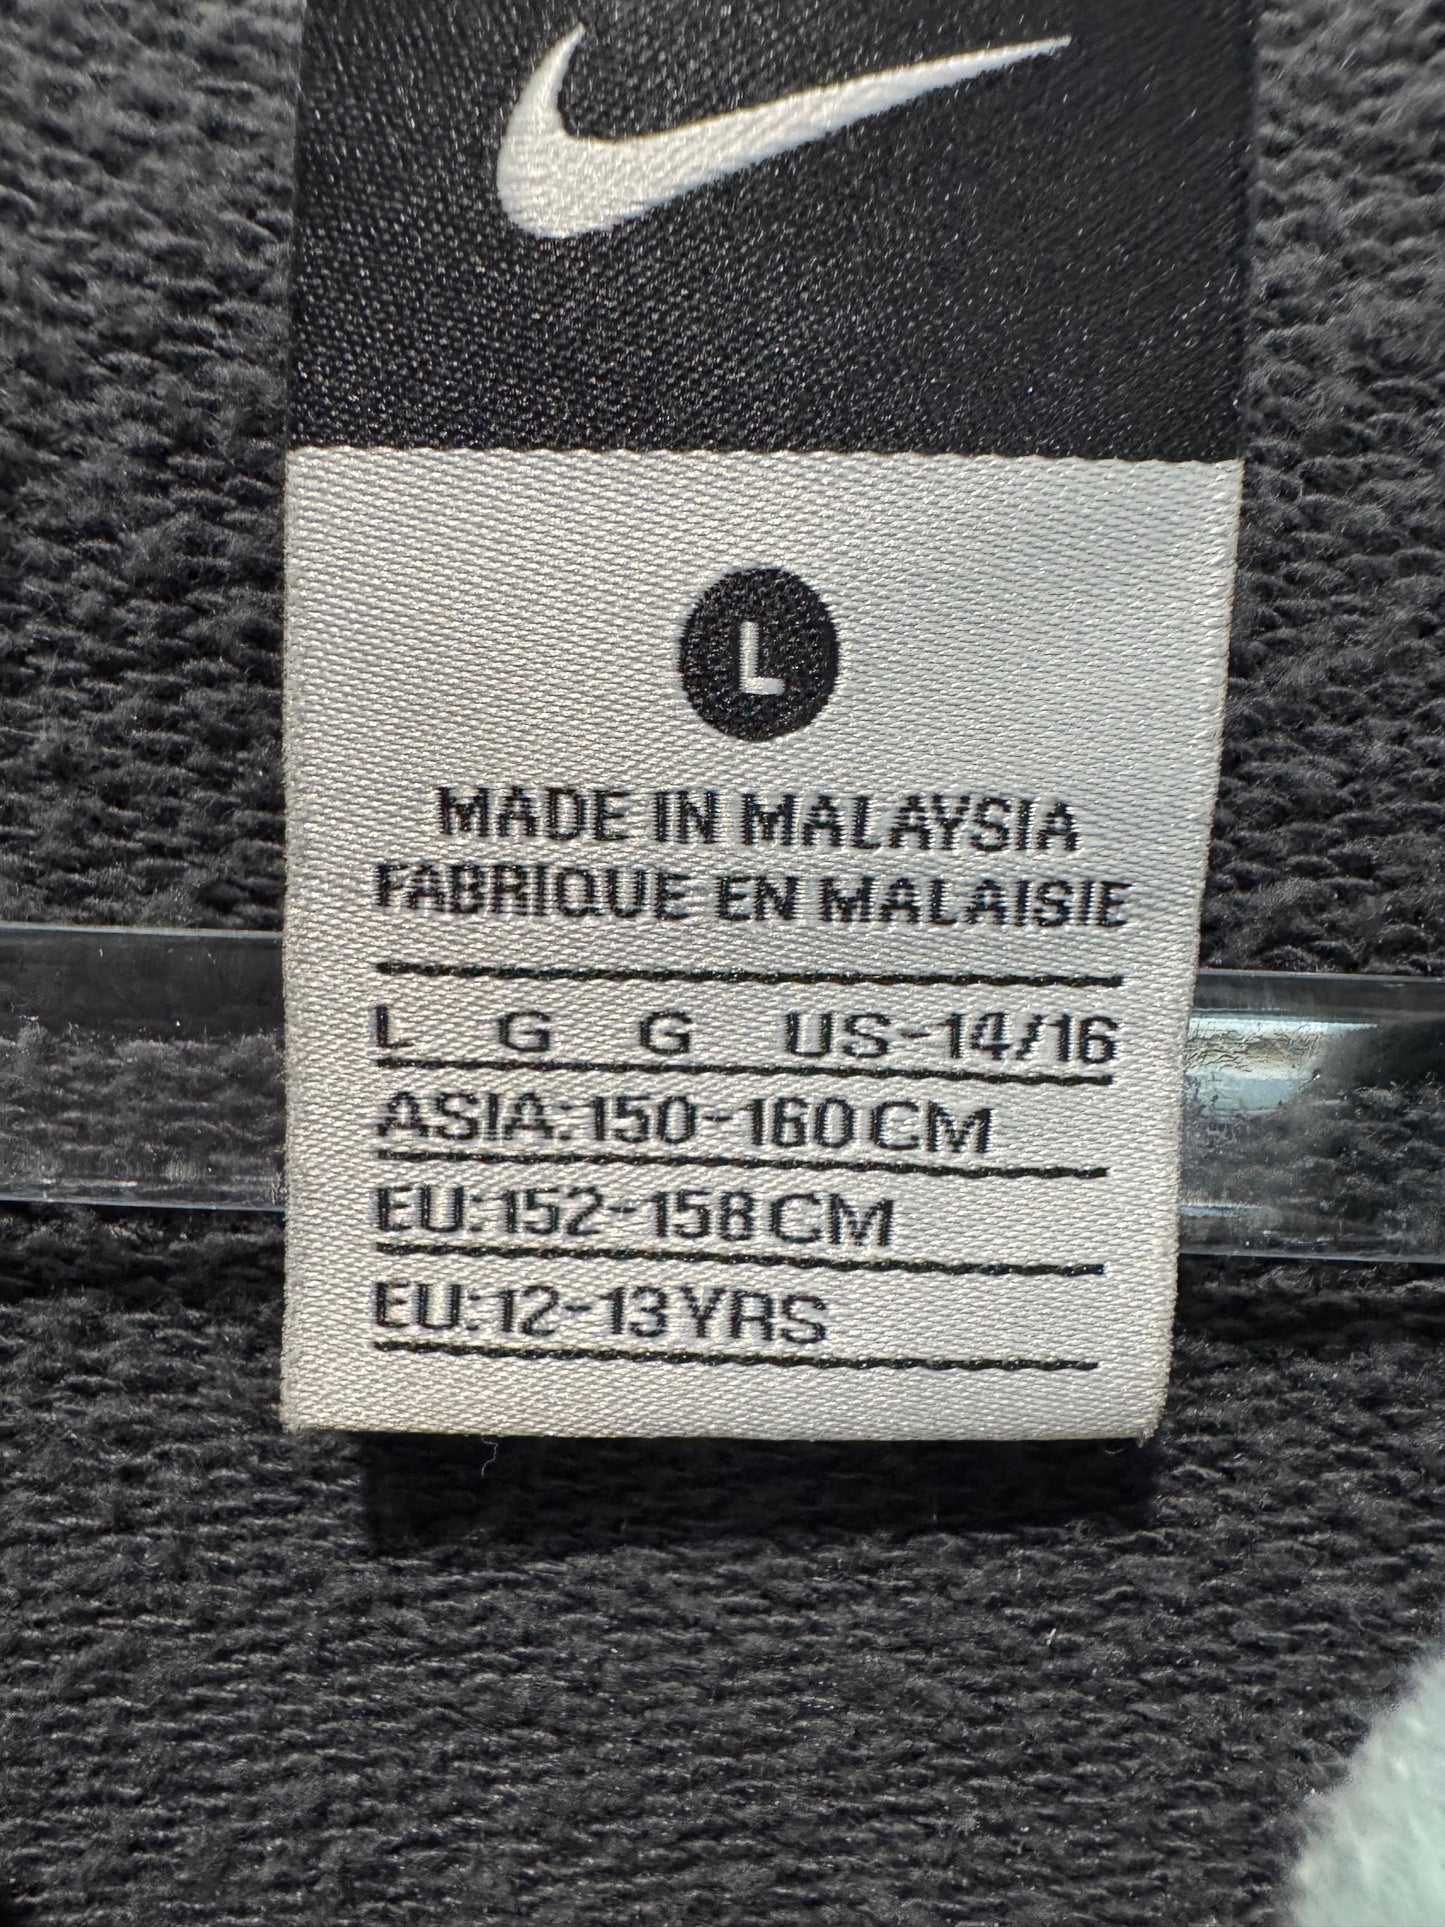 L
MADE IN MALAYSIA
FABRIQUE EN MALAISIE
L G G US-14/16
ASIA:150-160CM
EU:152-158CM
EU:12-13YRS